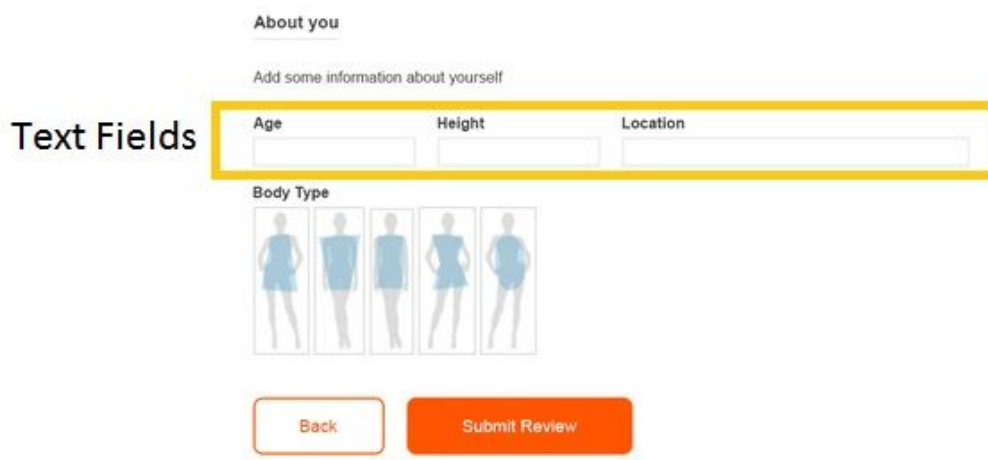 About you
Add some information about yourself
Text Fields
Age Height Location
Body Type
Back Submit Review